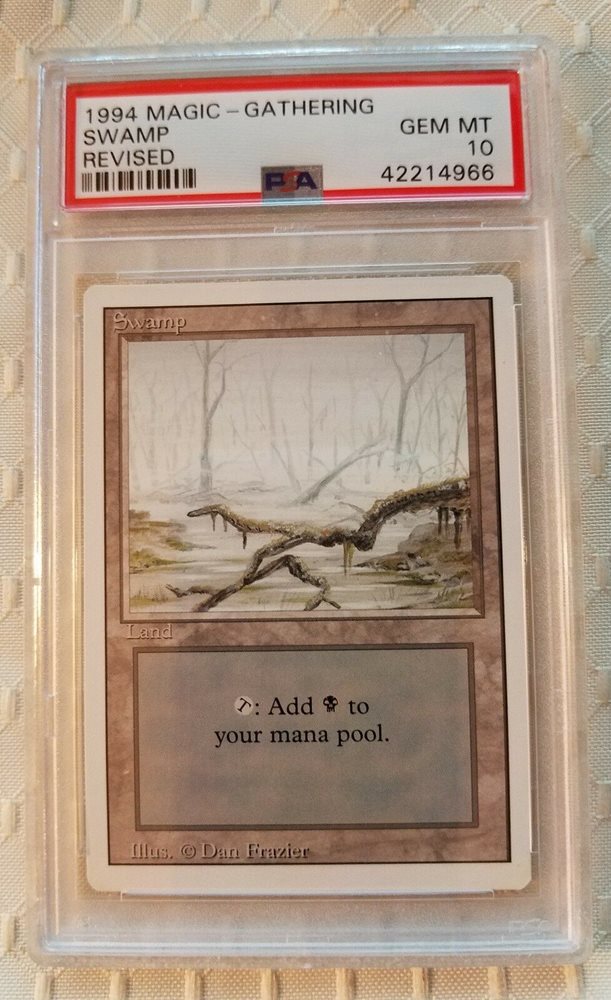 1994 MAGIC – GATHERING
SWAMP
GEM MT
REVISED
10
PSA
42214966
Swamp
Land
T: Add to
your mana pool.
Illus. © Dan Frazier